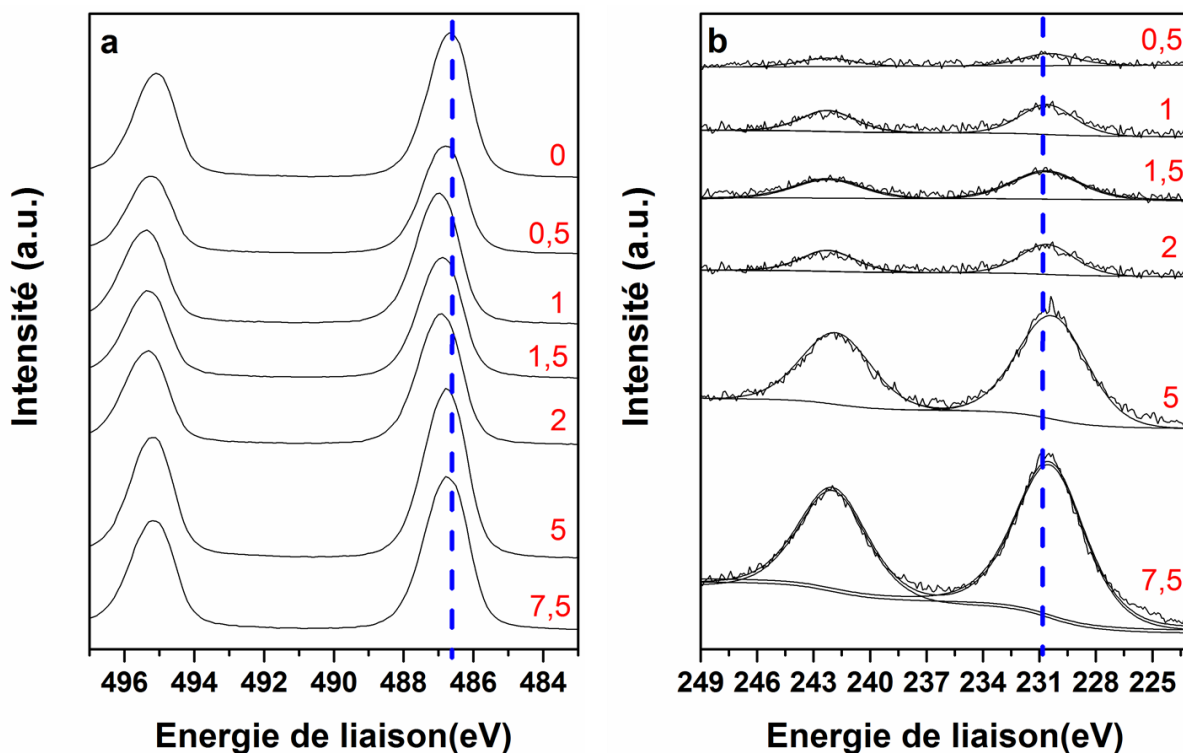 a
0
0,5
1
1,5
2
5
7,5
Intensité (a.u.)
496 494 492 490 488 486 484
Energie de liaison(eV)
b
0,5
1
1,5
2
5
7,5
Intensité (a.u.)
249 246 243 240 237 234 231 228 225
Energie de liaison(eV)